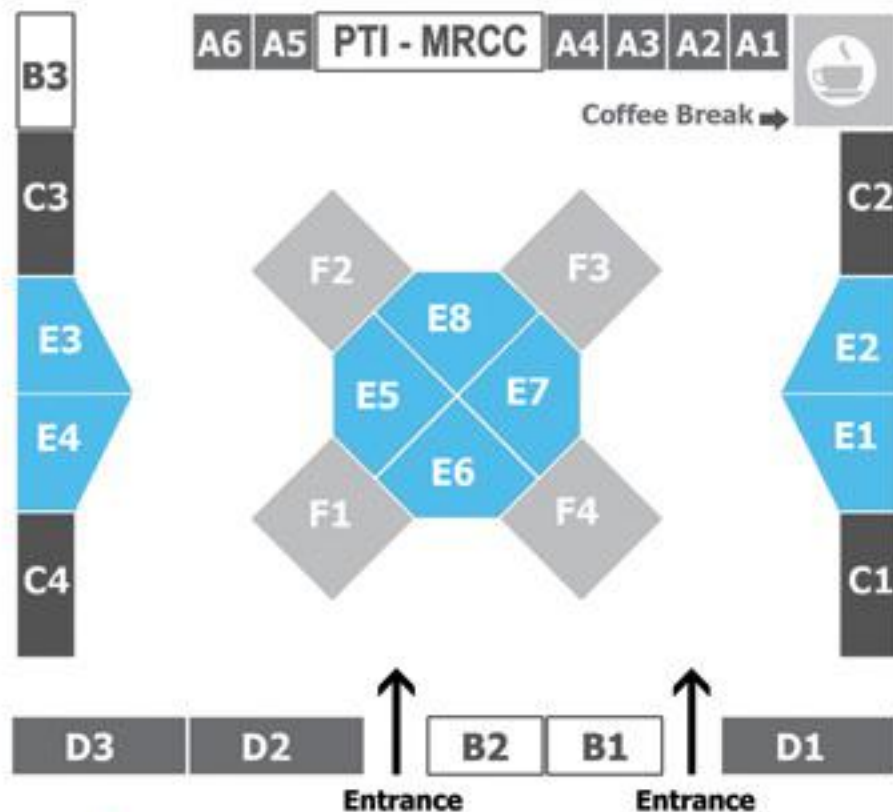 A6 A5 PTI - MRCC A4 A3 A2 A1
B3
Coffee Break
C3 C2
F2 F3
E8
E3 E2
E5 E7
E4 E1
E6
F1 F4
C4 C1
D3 D2 B2 B1 D1
Entrance Entrance